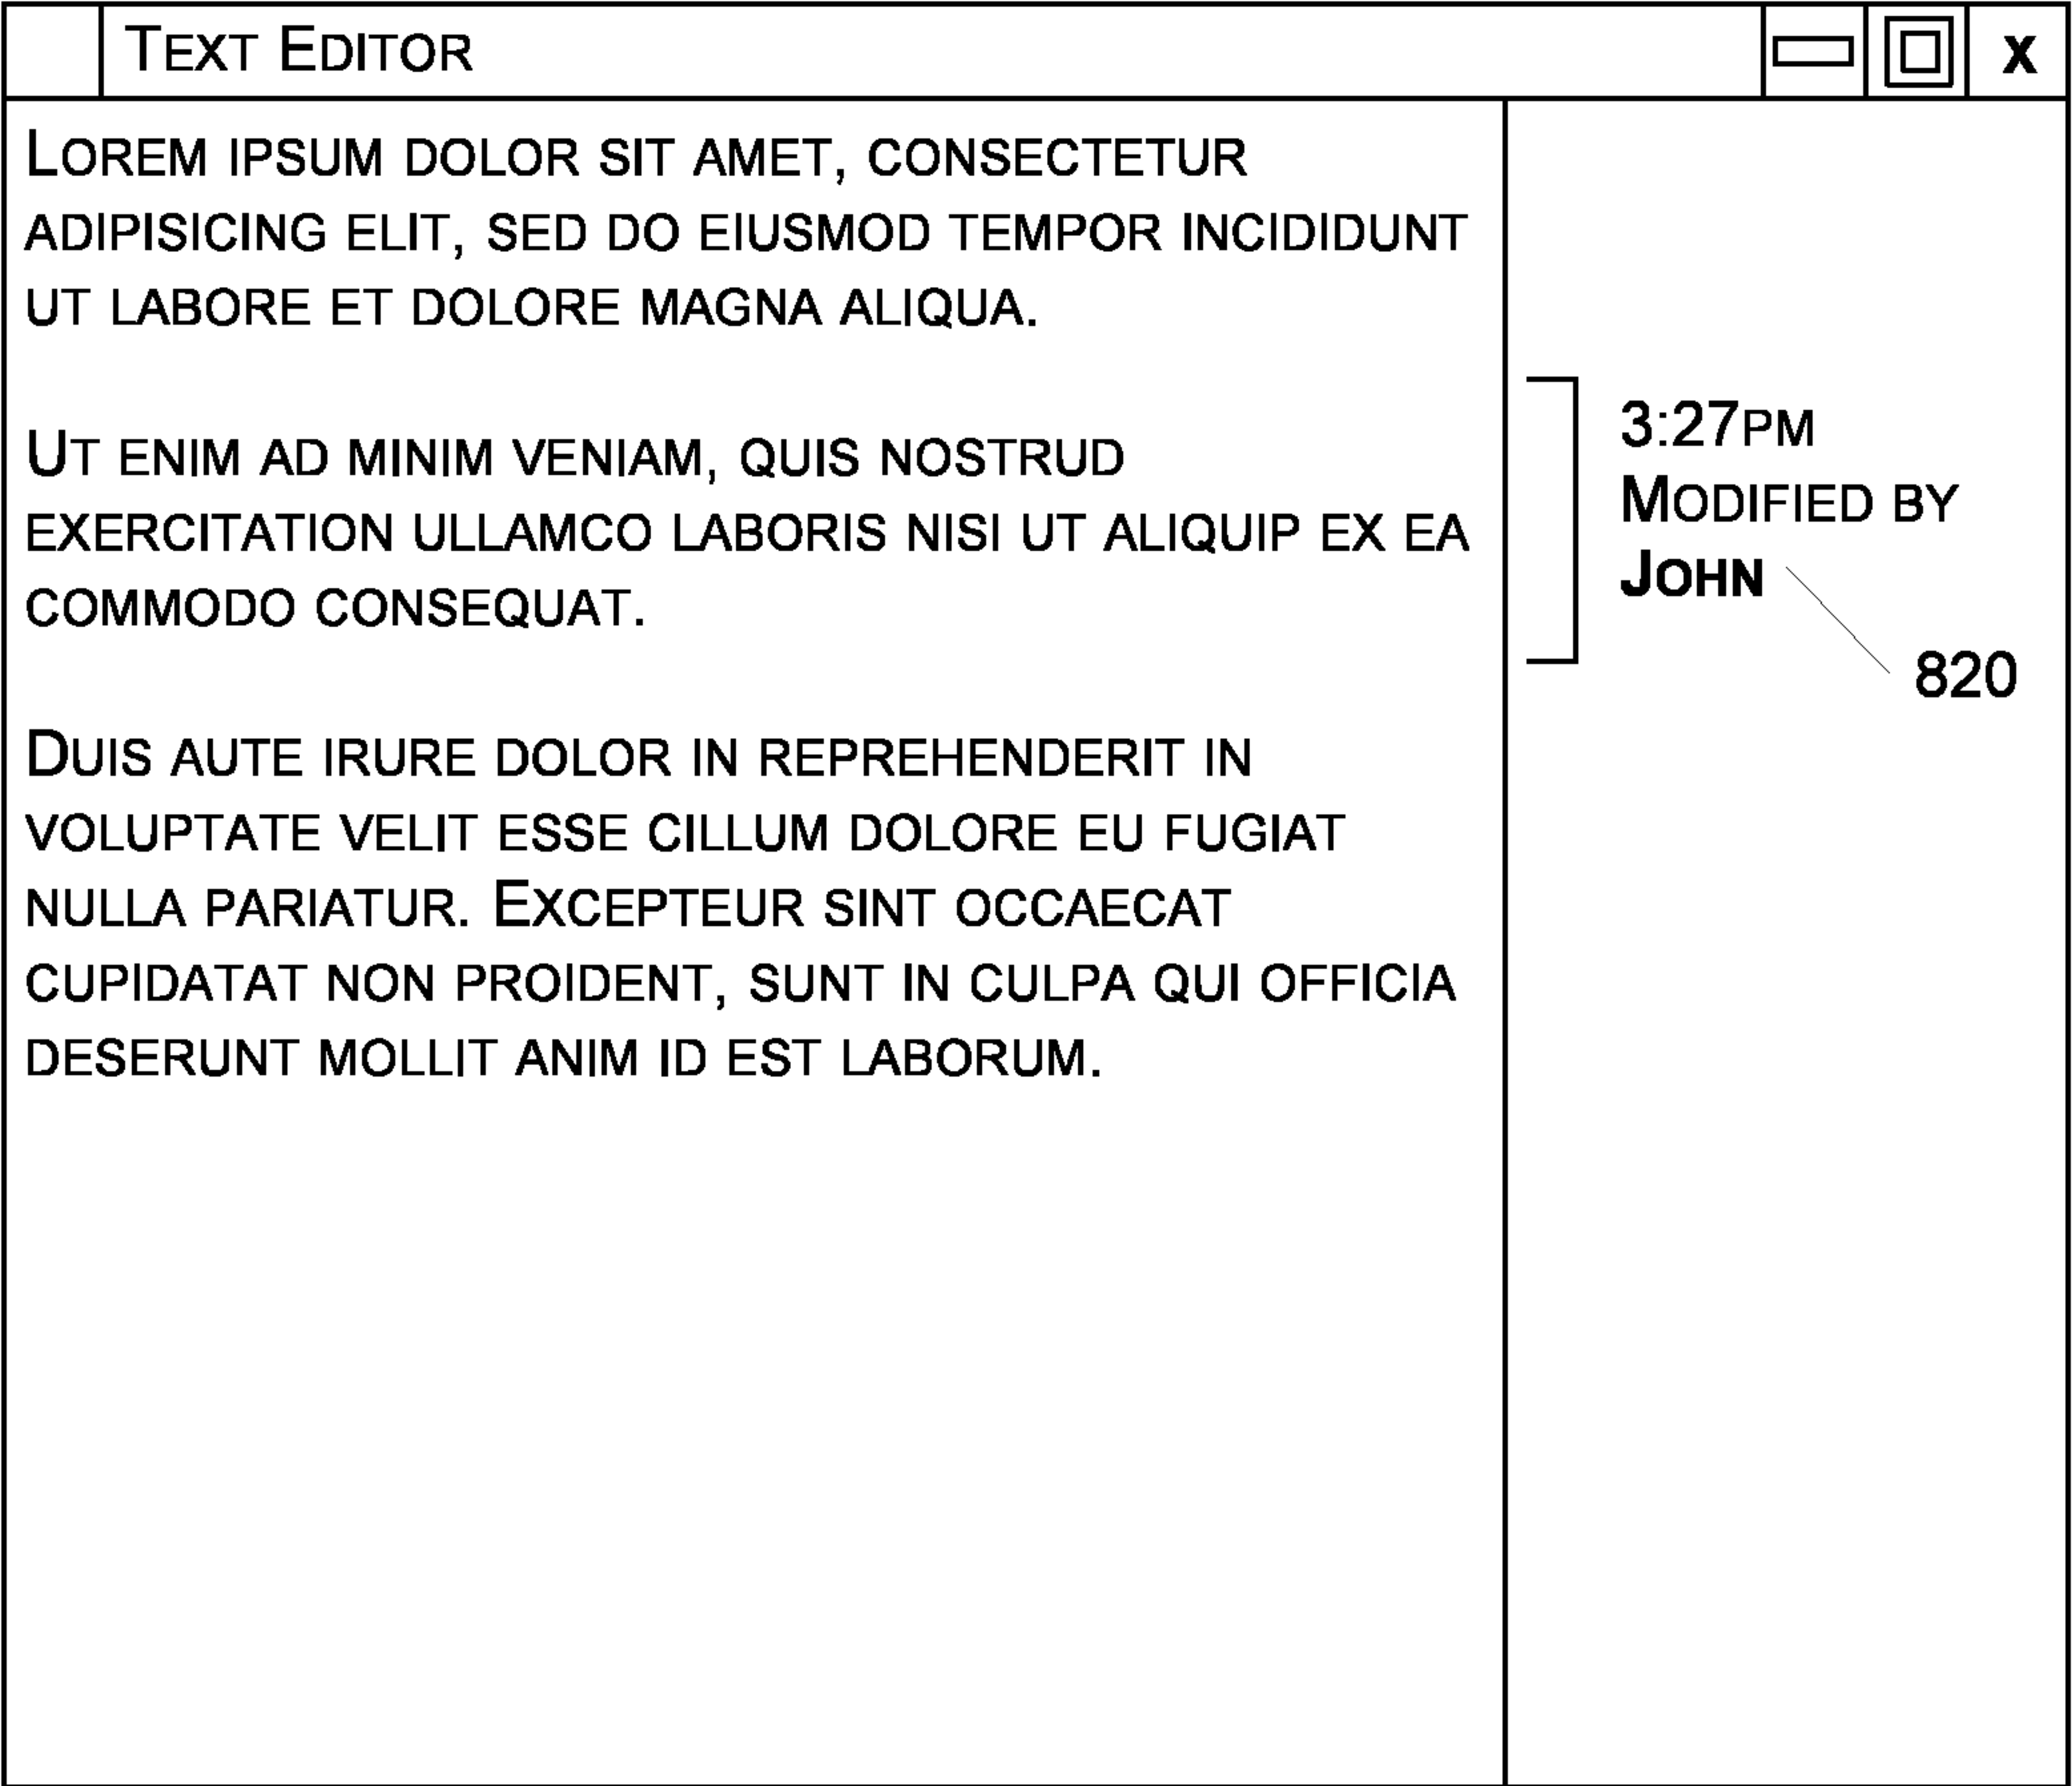 Text Editor
X
Lorem ipsum dolor sit amet, consectetur
adipisicing elit, sed do eiusmod tempor incididunt
ut labore et dolore magna aliqua.
Ut enim ad minim veniam, quis nostrud
exercitation ullamco laboris nisi ut aliquip ex ea
commodo consequat.
Duis aute irure dolor in reprehenderit in
voluptate velit esse cillum dolore eu fugiat
nulla pariatur. Excepteur sint occaecat
cupidatat non proident, sunt in culpa qui officia
deserunt mollit anim id est laborum.
3:27pm
Modified by
John
820